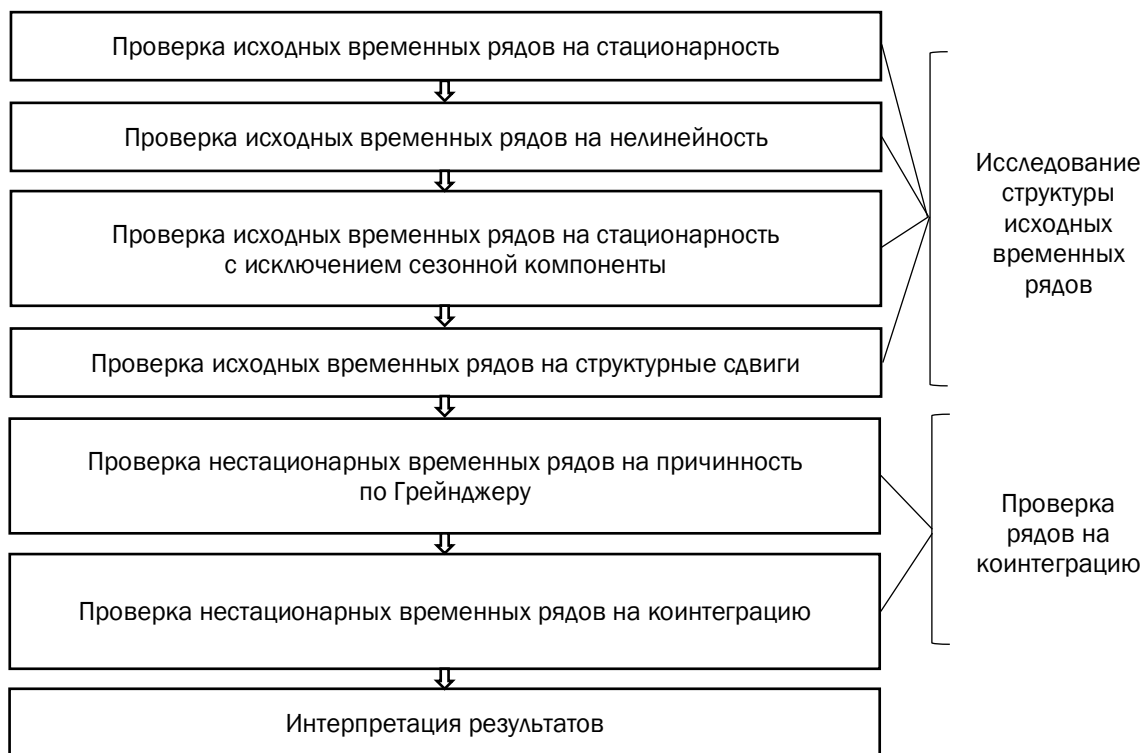 Проверка исходных временных рядов на стационарность
Проверка исходных временных рядов на нелинейность
Проверка исходных временных рядов на стационарность
с исключением сезонной компоненты
Проверка исходных временных рядов на структурные сдвиги
Исследование
структуры
исходных
временных
рядов
Проверка нестационарных временных рядов на причинность
по Грейнджеру
Проверка нестационарных временных рядов на коинтеграцию
Проверка
рядов на
коинтеграцию
Интерпретация результатов